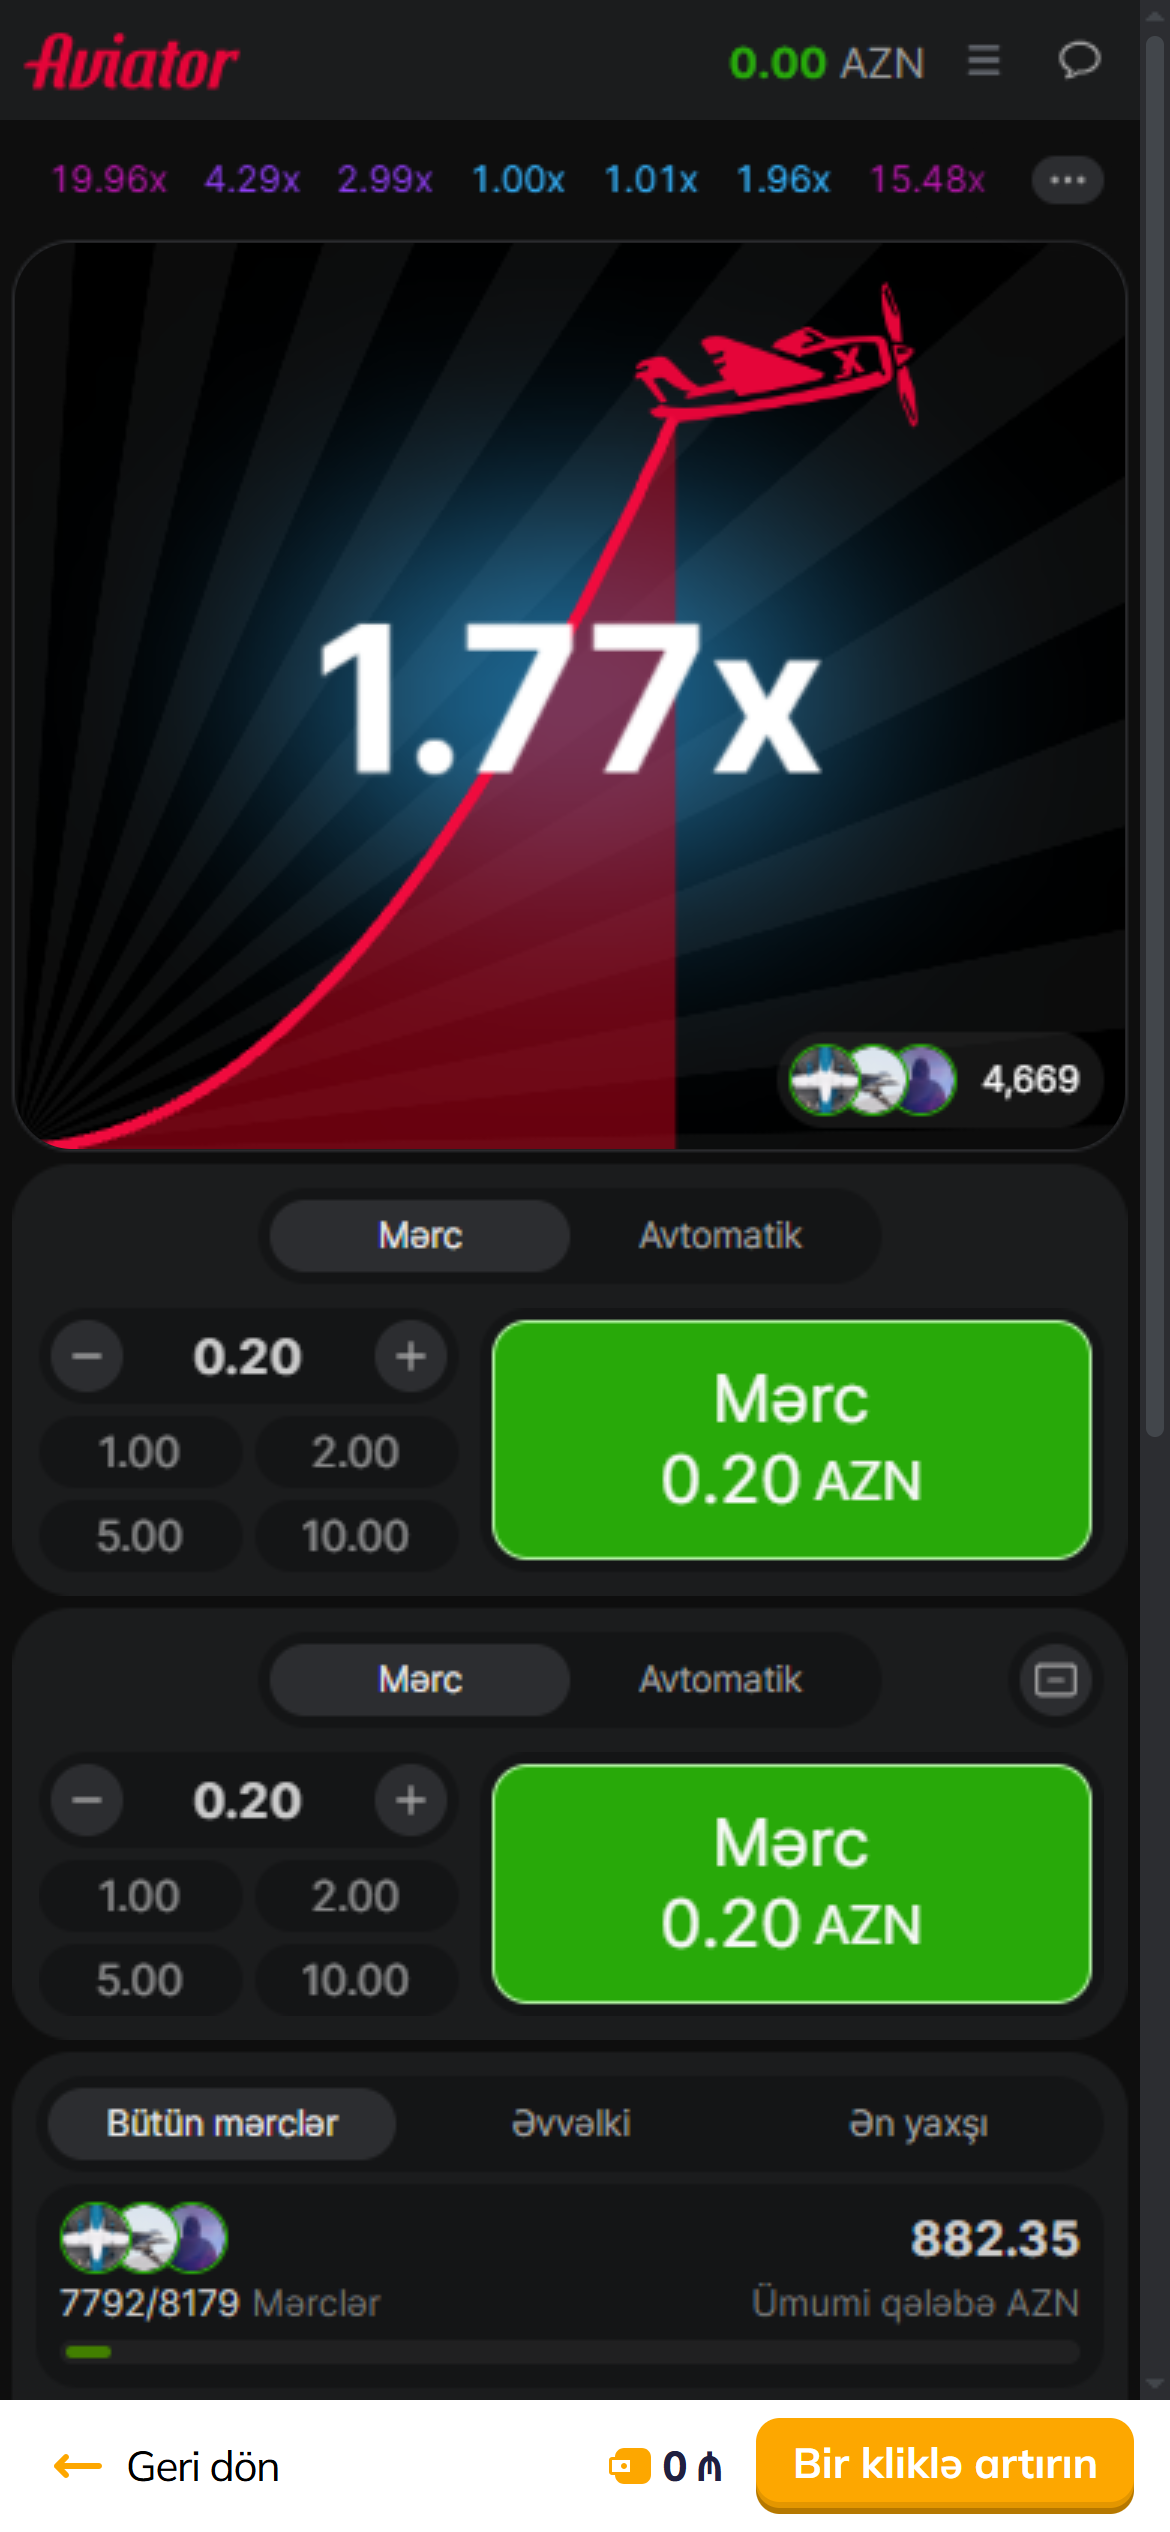 Aviator 0.00 AZN
19.96x 4.29x 2.99x 1.00x 1.01x 1.96x 15.48x
X
1.77x
4,669
Mərc Avtomatik
0.20
1.00 2.00
5.00 10.00
Mərc
0.20 AZN
Mərc Avtomatik
0.20
1.00 2.00
5.00 10.00
Mərc
0.20 AZN
Bütün mərclər Əvvəlki Ən yaxşı
882.35
7792/8179 Mərclər Ümumi qələbə AZN
Geri dön 0 ₼ Bir kliklə artırın